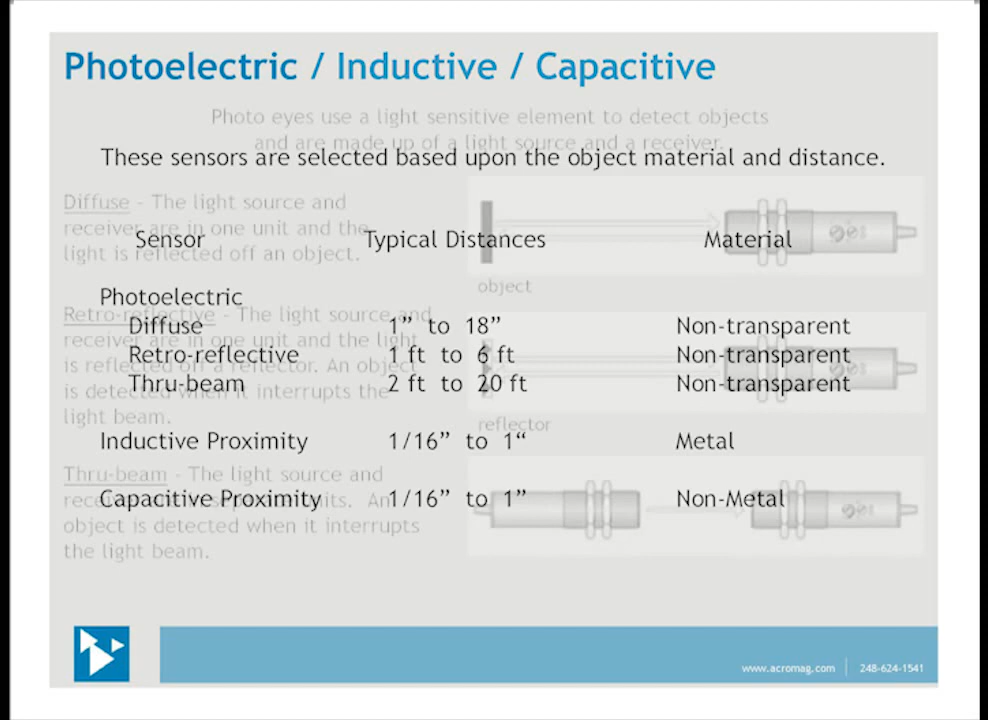 Photoelectric / Inductive / Capacitive
Photo eyes use a light sensitive element to detect objects
and are made up of a light source and a receiver.
These sensors are selected based upon the object material and distance.
Diffuse - The light source and
receiver are in one unit and the
light is reflected off an object.
Sensor Typical Distances Material
object
Photoelectric
Diffuse 1” to 18” Non-transparent
Retro-reflective 1 ft to 6 ft Non-transparent
Thru-beam 2 ft to 20 ft Non-transparent
Retro-reflective - The light source and
receiver are in one unit and the light
is reflected off a reflector. An object
is detected when it interrupts the
light beam.
reflector
Inductive Proximity 1/16” to 1“ Metal
Capacitive Proximity 1/16” to 1” Non-Metal
Thru-beam - The light source and
An
object is detected when it interrupts
the light beam.
www.acromag.com 248-624-1541